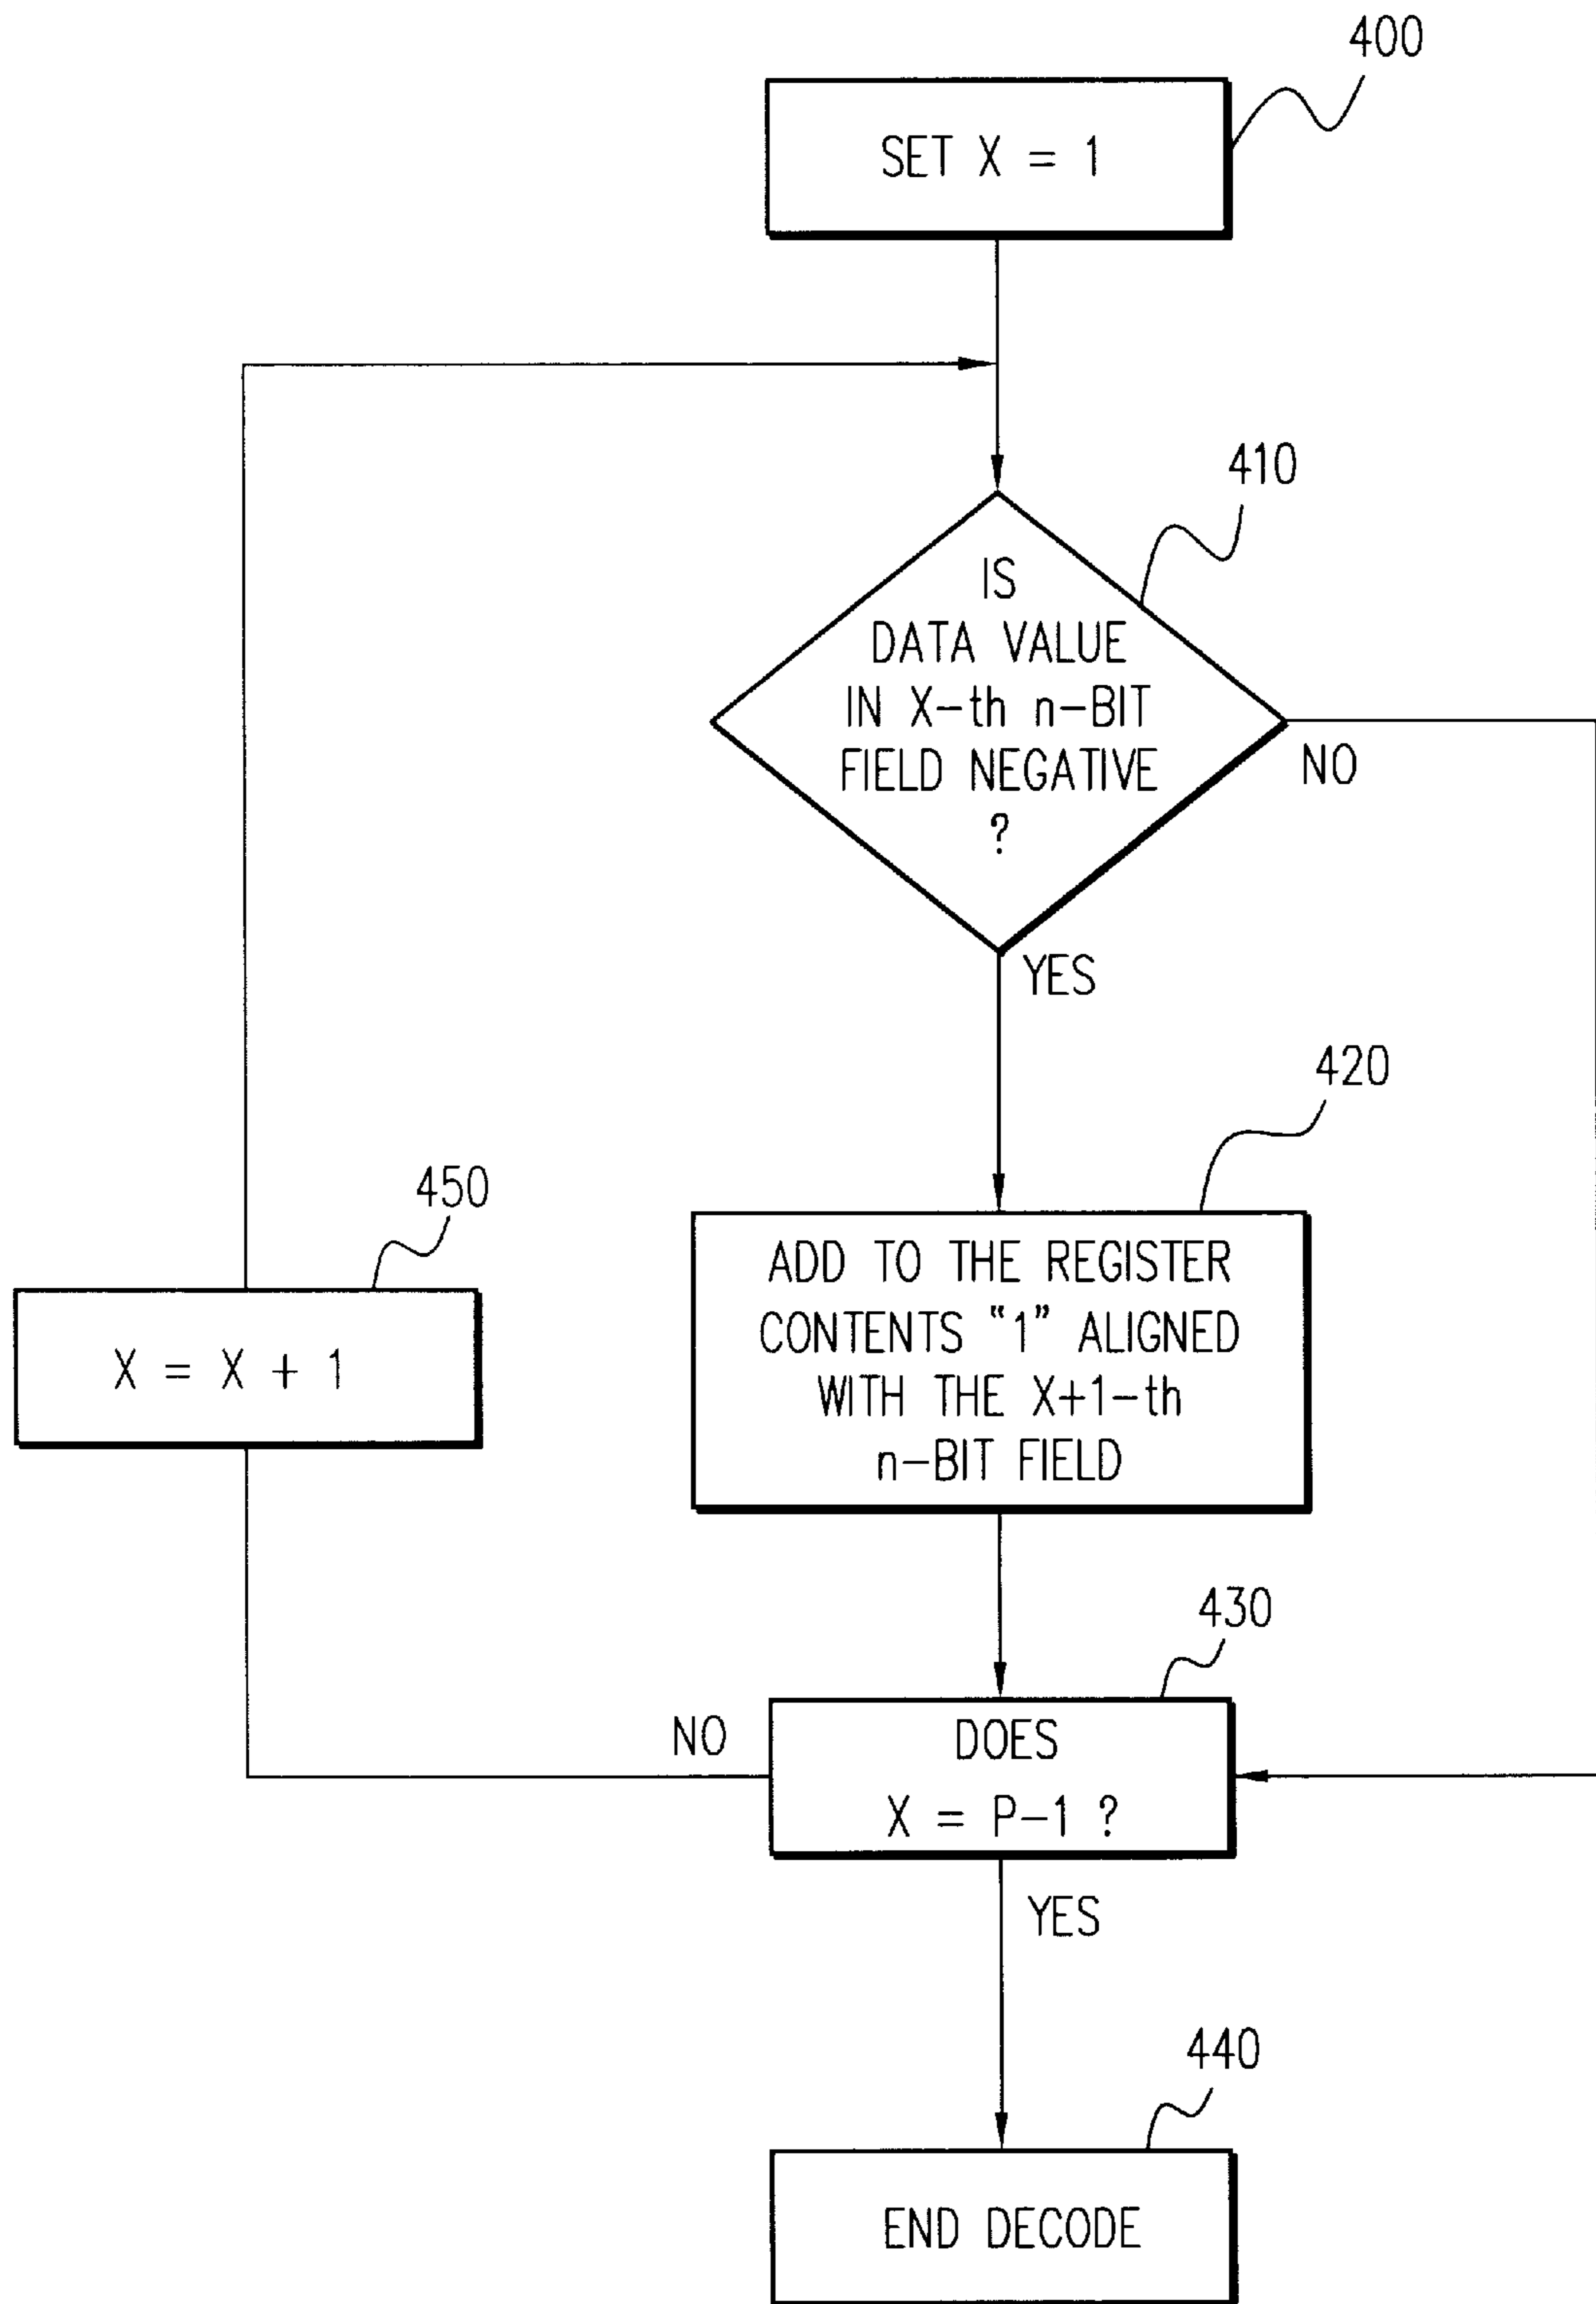 400
SET X = 1
410
IS
DATA VALUE
IN X-th n-BIT
FIELD NEGATIVE
?
NO
YES
420
ADD TO THE REGISTER
CONTENTS "1" ALIGNED
WITH THE X+1-th
n-BIT FIELD
450
X = X + 1
430
NO
DOES
X = P-1 ?
YES
440
END DECODE